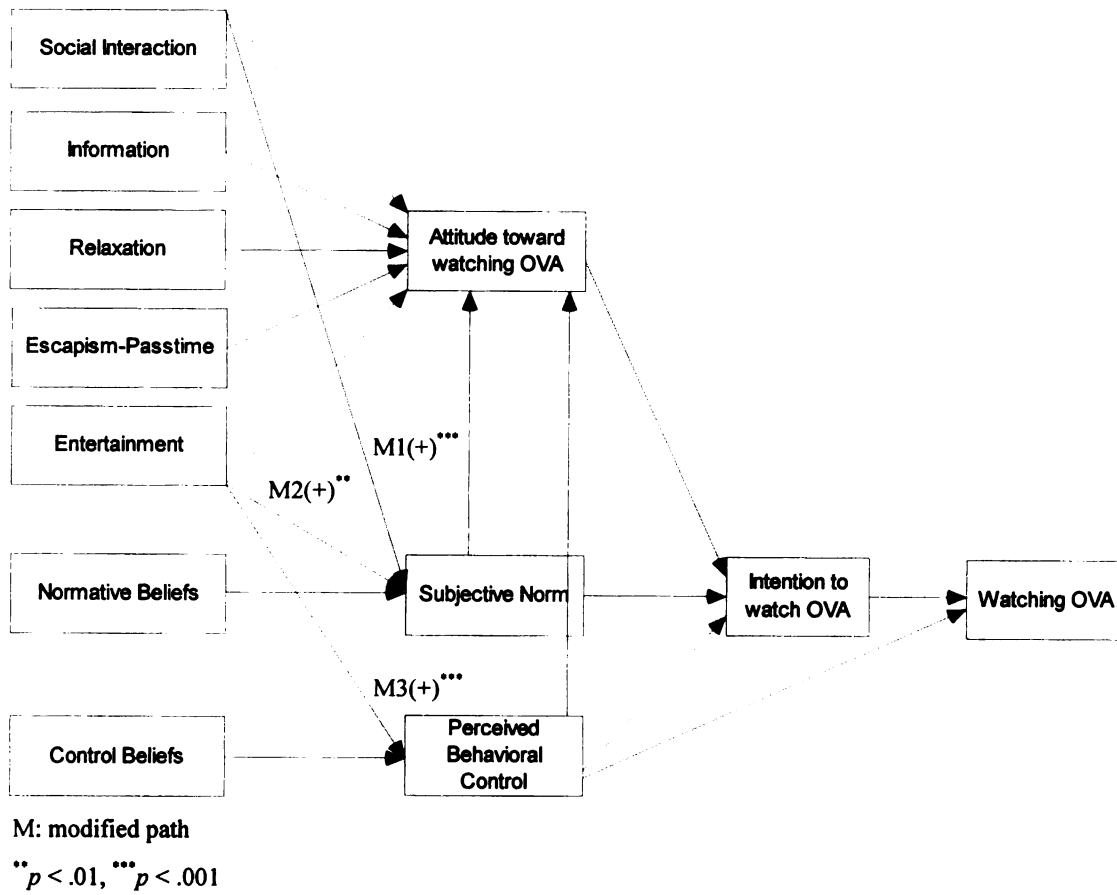 Social Interaction
Information
Relaxation
Escapism-Passtime
Entertainment
Normative Beliefs
Control Beliefs
Attitude toward
watching OVA
M1(+)***
M2(+)**
Subjective Norm
M3(+)***
Perceived
Behavioral
Control
Intention to
watch OVA
Watching OVA
M: modified path
**p < .01, ***p < .001